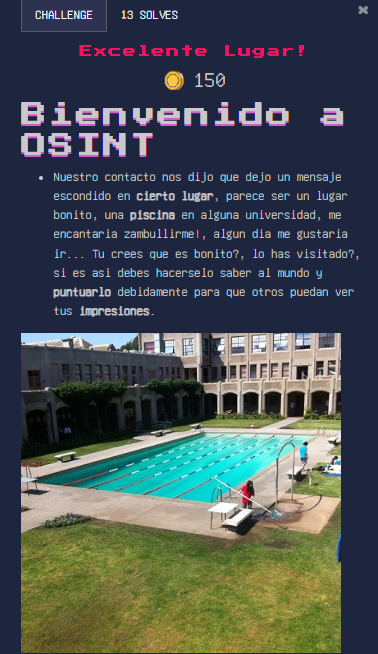 CHALLENGE 13 SOLVES
Excelente Lugar!
150
Bienvenido a
OSINT
Nuestro contacto nos dijo que dejo un mensaje
escondido en cierto lugar, parece ser un lugar
bonito, una piscina en alguna universidad, me
encantaria zambullirme!, algun dia me gustaria
ir... Tu crees que es bonito?, lo has visitado?,
si es asi debes hacerselo saber al mundo y
puntuarlo debidamente para que otros puedan ver
tus impresiones.